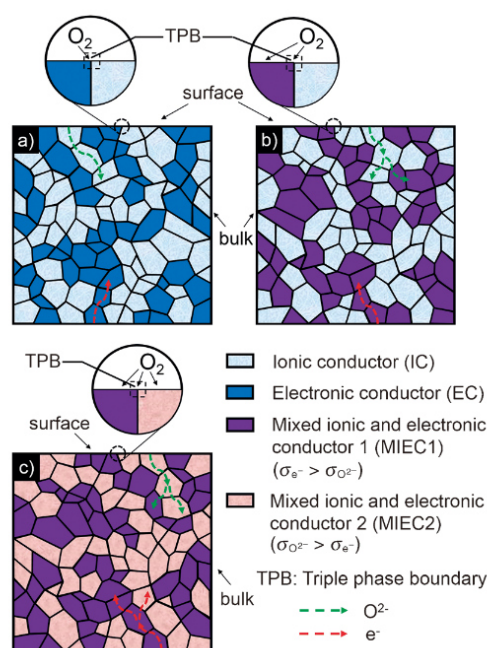 O2
TPB
O2
surface
a)
b)
bulk
TPB
O2
surface
c)
bulk
Ionic conductor (IC)
Electronic conductor (EC)
Mixed ionic and electronic
conductor 1 (MIEC1)
(σe⁻ > σO²⁻)
Mixed ionic and electronic
conductor 2 (MIEC2)
(σO²⁻ > σe⁻)
TPB: Triple phase boundary
O²⁻
e⁻